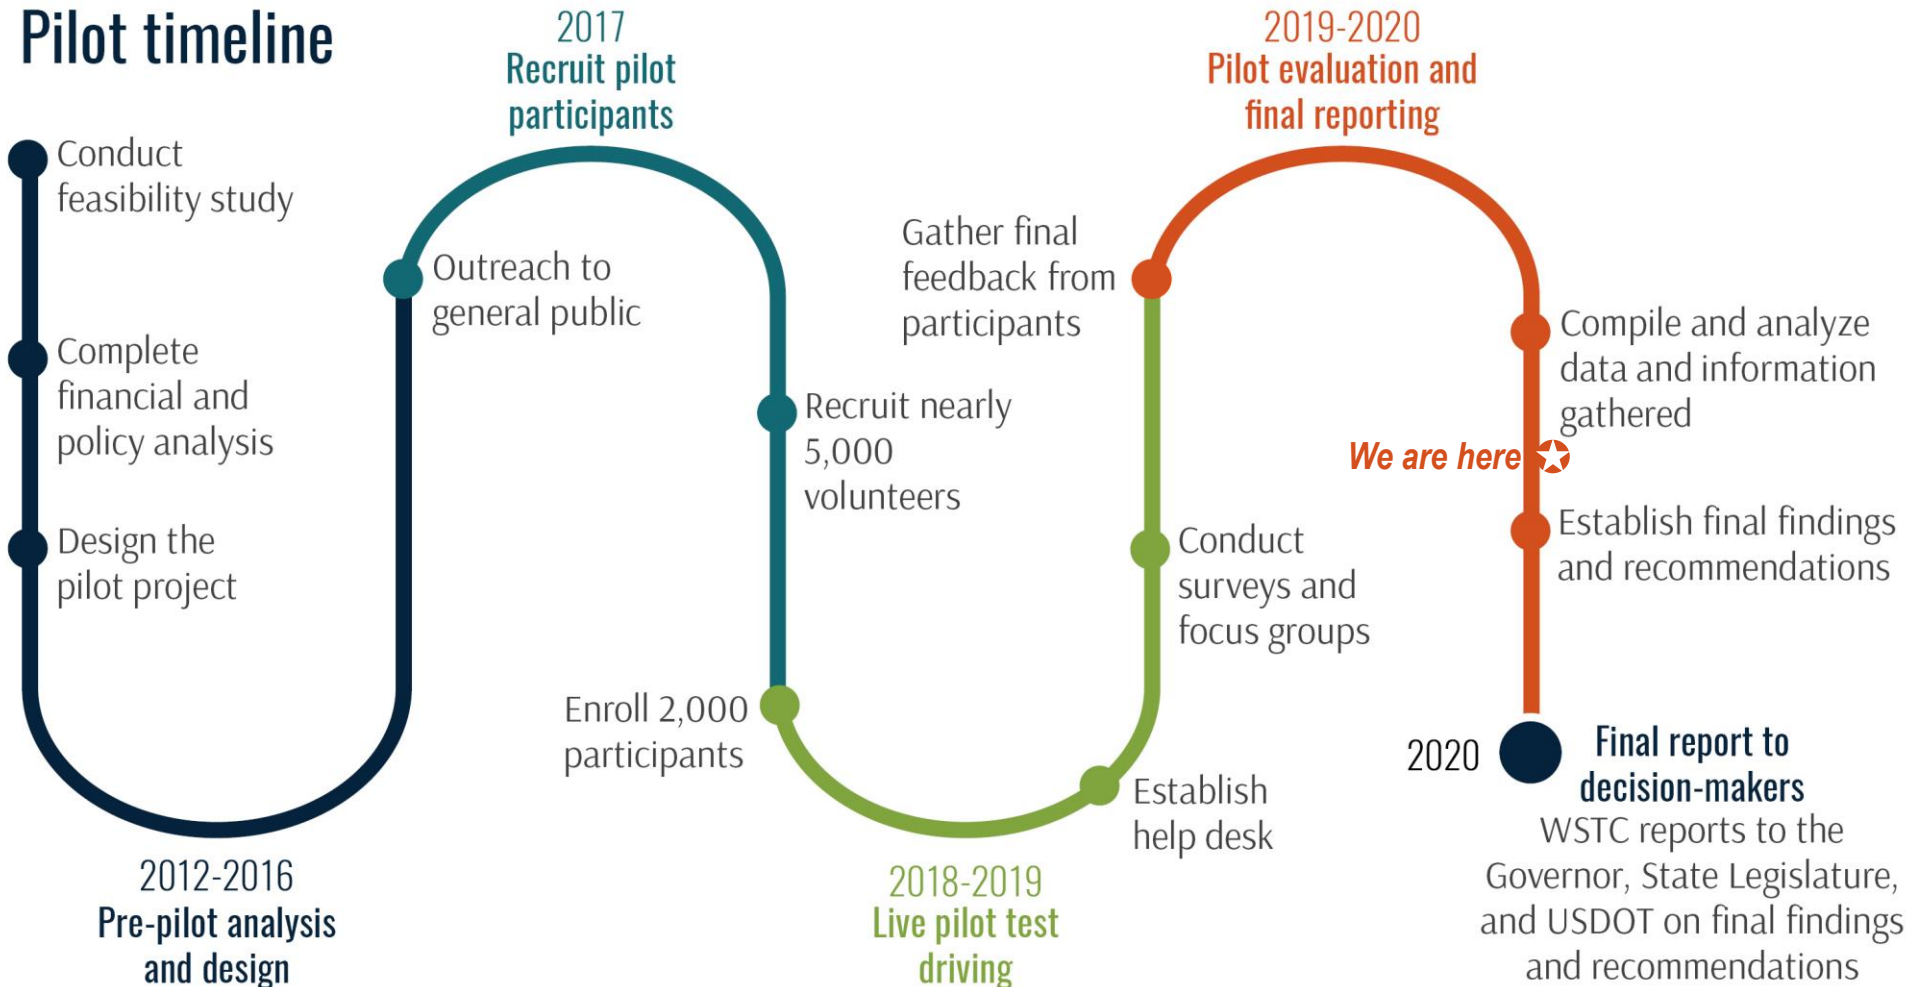 Pilot timeline
Conduct
feasibility study
Complete
financial and
policy analysis
Design the
pilot project
2012-2016
Pre-pilot analysis
and design
2017
Recruit pilot
participants
Outreach to
general public
Recruit nearly
5,000
volunteers
Enroll 2,000
participants
2018-2019
Live pilot test
driving
Establish
help desk
Conduct
surveys and
focus groups
Gather final
feedback from
participants
2019-2020
Pilot evaluation and
final reporting
Compile and analyze
data and information
gathered
We are here
Establish final findings
and recommendations
2020
Final report to
decision-makers
WSTC reports to the
Governor, State Legislature,
and USDOT on final findings
and recommendations